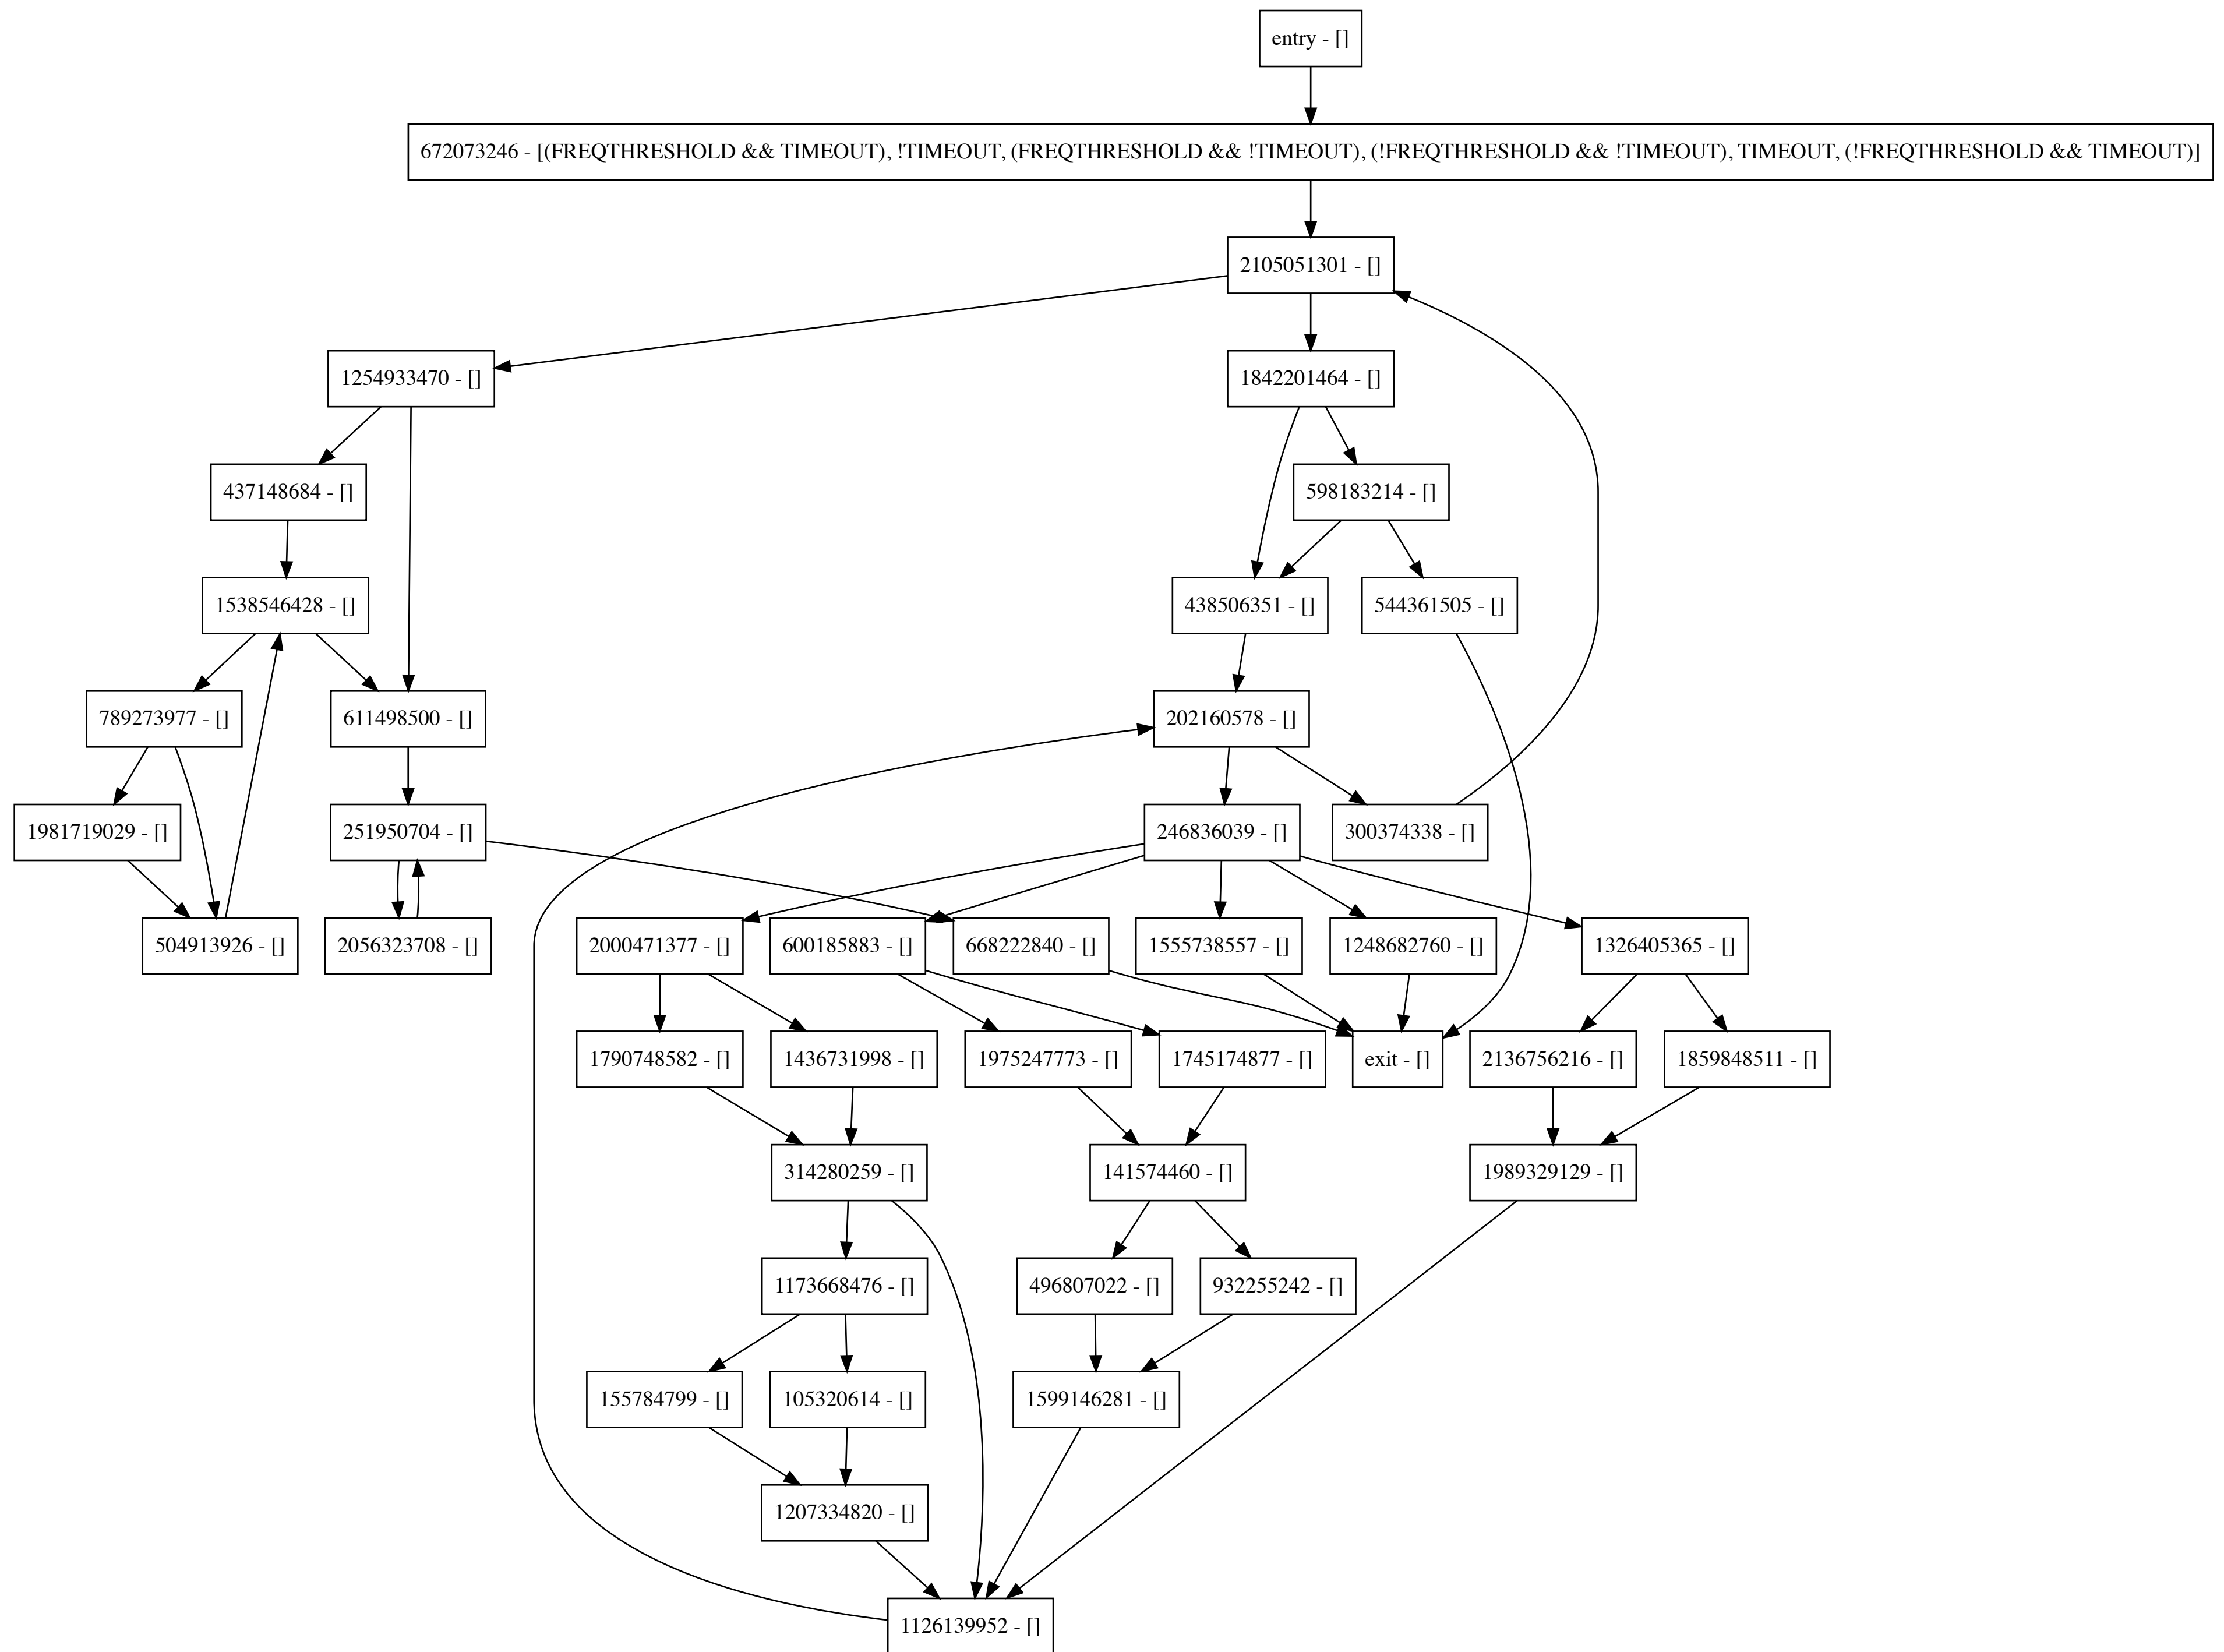 entry - []
672073246 - [(FREQTHRESHOLD && TIMEOUT), !TIMEOUT, (FREQTHRESHOLD && !TIMEOUT), (!FREQTHRESHOLD && !TIMEOUT), TIMEOUT, (!FREQTHRESHOLD && TIMEOUT)]
2105051301 - []
1254933470 - []
1842201464 - []
437148684 - []
598183214 - []
1538546428 - []
438506351 - []
544361505 - []
789273977 - []
611498500 - []
202160578 - []
1981719029 - []
251950704 - []
246836039 - []
300374338 - []
504913926 - []
2056323708 - []
2000471377 - []
600185883 - []
668222840 - []
1555738557 - []
1248682760 - []
1326405365 - []
1790748582 - []
1436731998 - []
1975247773 - []
1745174877 - []
exit - []
2136756216 - []
1859848511 - []
314280259 - []
141574460 - []
1989329129 - []
1173668476 - []
496807022 - []
932255242 - []
155784799 - []
105320614 - []
1599146281 - []
1207334820 - []
1126139952 - []